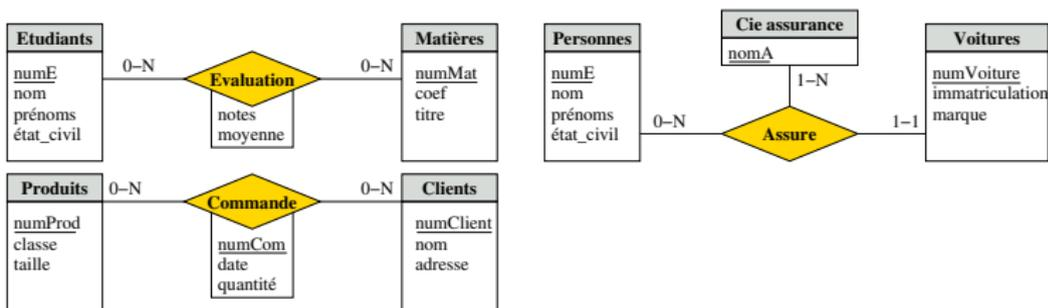 Etudiants
numE
nom
prénoms
état_civil
0–N
Evaluation
notes
moyenne
0–N
Matières
numMat
coef
titre
Produits
numProd
classe
taille
0–N
Commande
numCom
date
quantité
0–N
Clients
numClient
nom
adresse
Personnes
numE
nom
prénoms
état_civil
0–N
Cie assurance
nomA
1–N
Assure
1–1
Voitures
numVoiture
immatriculation
marque